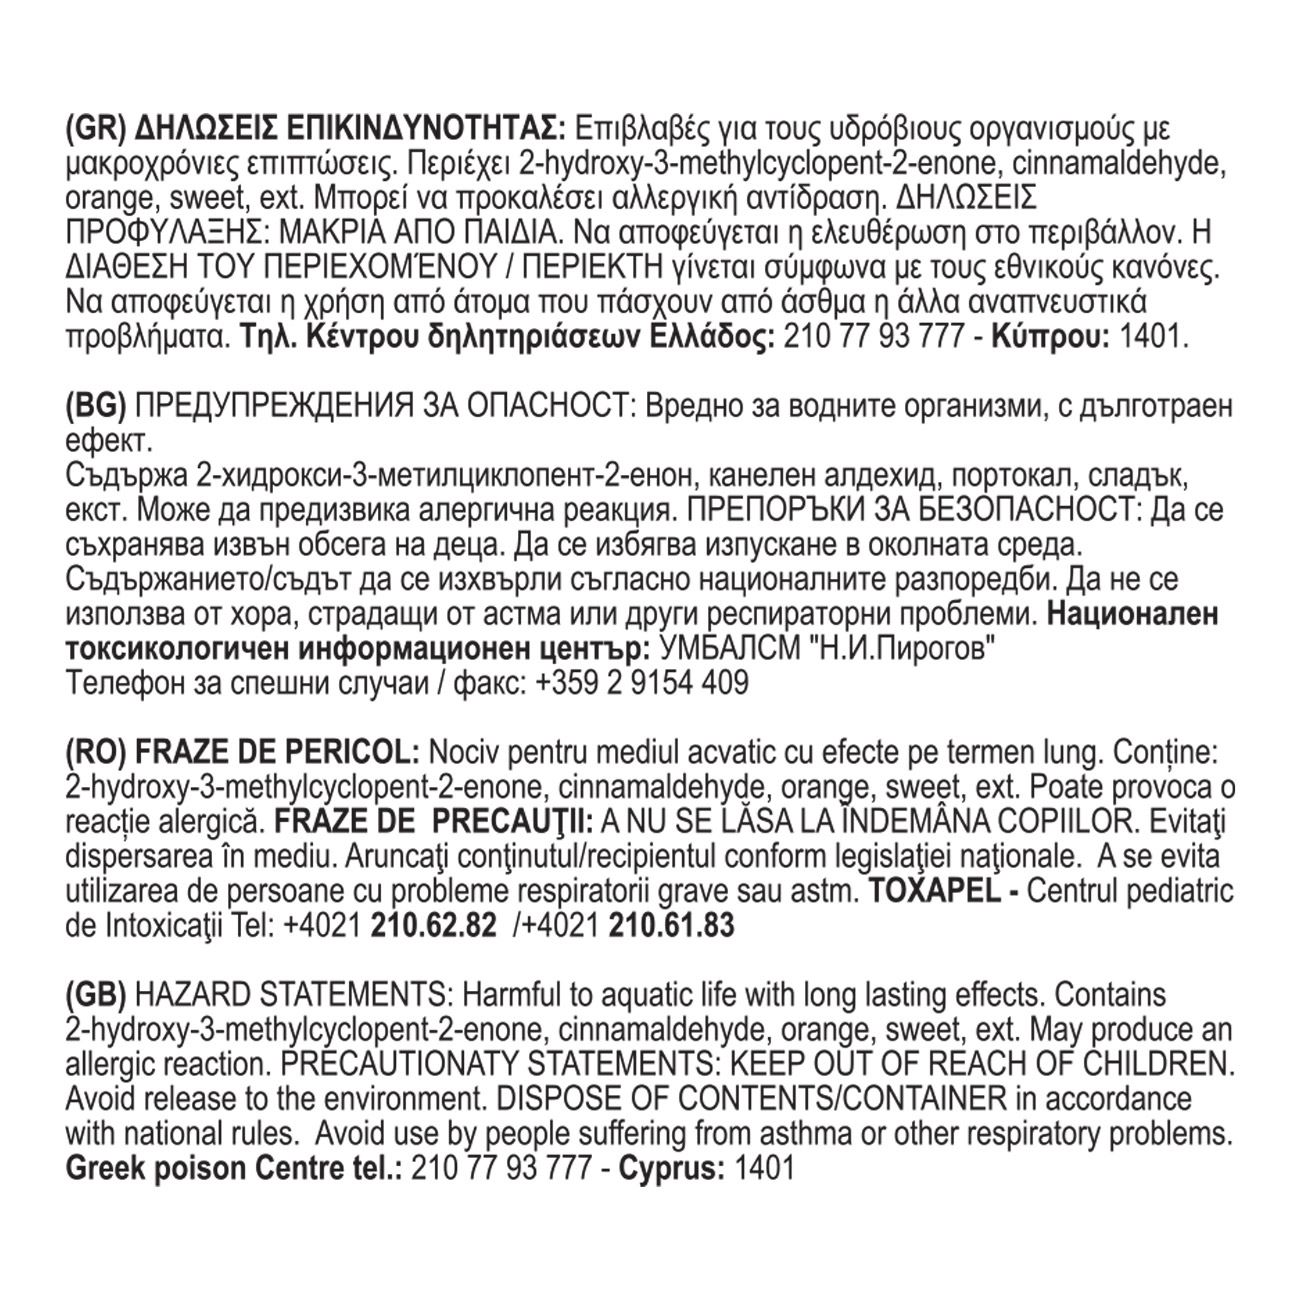 (GR) ΔΗΛΩΣΕΙΣ ΕΠΙΚΙΝΔΥΝΟΤΗΤΑΣ: Επιβλαβές για τους υδρόβιους οργανισμούς με
μακροχρόνιες επιπτώσεις. Περιέχει 2-hydroxy-3-methylcyclopent-2-enone, cinnamaldehyde,
orange, sweet, ext. Μπορεί να προκαλέσει αλλεργική αντίδραση. ΔΗΛΩΣΕΙΣ
ΠΡΟΦΥΛΑΞΗΣ: ΜΑΚΡΙΑ ΑΠΟ ΠΑΙΔΙΑ. Να αποφεύγεται η ελευθέρωση στο περιβάλλον. Η
ΔΙΑΘΕΣΗ ΤΟΥ ΠΕΡΙΕΧΟΜΈΝΟΥ / ΠΕΡΙΕΚΤΗ γίνεται σύμφωνα με τους εθνικούς κανόνες.
Να αποφεύγεται η χρήση από άτομα που πάσχουν από άσθμα η άλλα αναπνευστικά
προβλήματα. Τηλ. Κέντρου δηλητηριάσεων Ελλάδος: 210 77 93 777 - Κύπρου: 1401.
(BG) ПРЕДУПРЕЖДЕНИЯ ЗА ОПАСНОСТ: Вредно за водните организми, с дълготраен
ефект.
Съдържа 2-хидрокси-3-метилциклопент-2-енон, канелен алдехид, портокал, сладък,
екст. Може да предизвика алергична реакция. ПРЕПОРЪКИ ЗА БЕЗОПАСНОСТ: Да се
съхранява извън обсега на деца. Да се избягва изпускане в околната среда.
Съдържанието/съдът да се изхвърли съгласно националните разпоредби. Да не се
използва от хора, страдащи от астма или други респираторни проблеми. Национален
токсикологичен информационен център: УМБАЛСМ "Н.И.Пирогов"
Телефон за спешни случаи / факс: +359 2 9154 409
(RO) FRAZE DE PERICOL: Nociv pentru mediul acvatic cu efecte pe termen lung. Conține:
2-hydroxy-3-methylcyclopent-2-enone, cinnamaldehyde, orange, sweet, ext. Poate provoca o
reacție alergică. FRAZE DE  PRECAUŢII: A NU SE LĂSA LA ÎNDEMÂNA COPIILOR. Evitaţi
dispersarea în mediu. Aruncaţi conţinutul/recipientul conform legislaţiei naţionale.  A se evita
utilizarea de persoane cu probleme respiratorii grave sau astm. TOXAPEL - Centrul pediatric
de Intoxicaţii Tel: +4021 210.62.82  /+4021 210.61.83
(GB) HAZARD STATEMENTS: Harmful to aquatic life with long lasting effects. Contains
2-hydroxy-3-methylcyclopent-2-enone, cinnamaldehyde, orange, sweet, ext. May produce an
allergic reaction. PRECAUTIONATY STATEMENTS: KEEP OUT OF REACH OF CHILDREN.
Avoid release to the environment. DISPOSE OF CONTENTS/CONTAINER in accordance
with national rules.  Avoid use by people suffering from asthma or other respiratory problems.
Greek poison Centre tel.: 210 77 93 777 - Cyprus: 1401